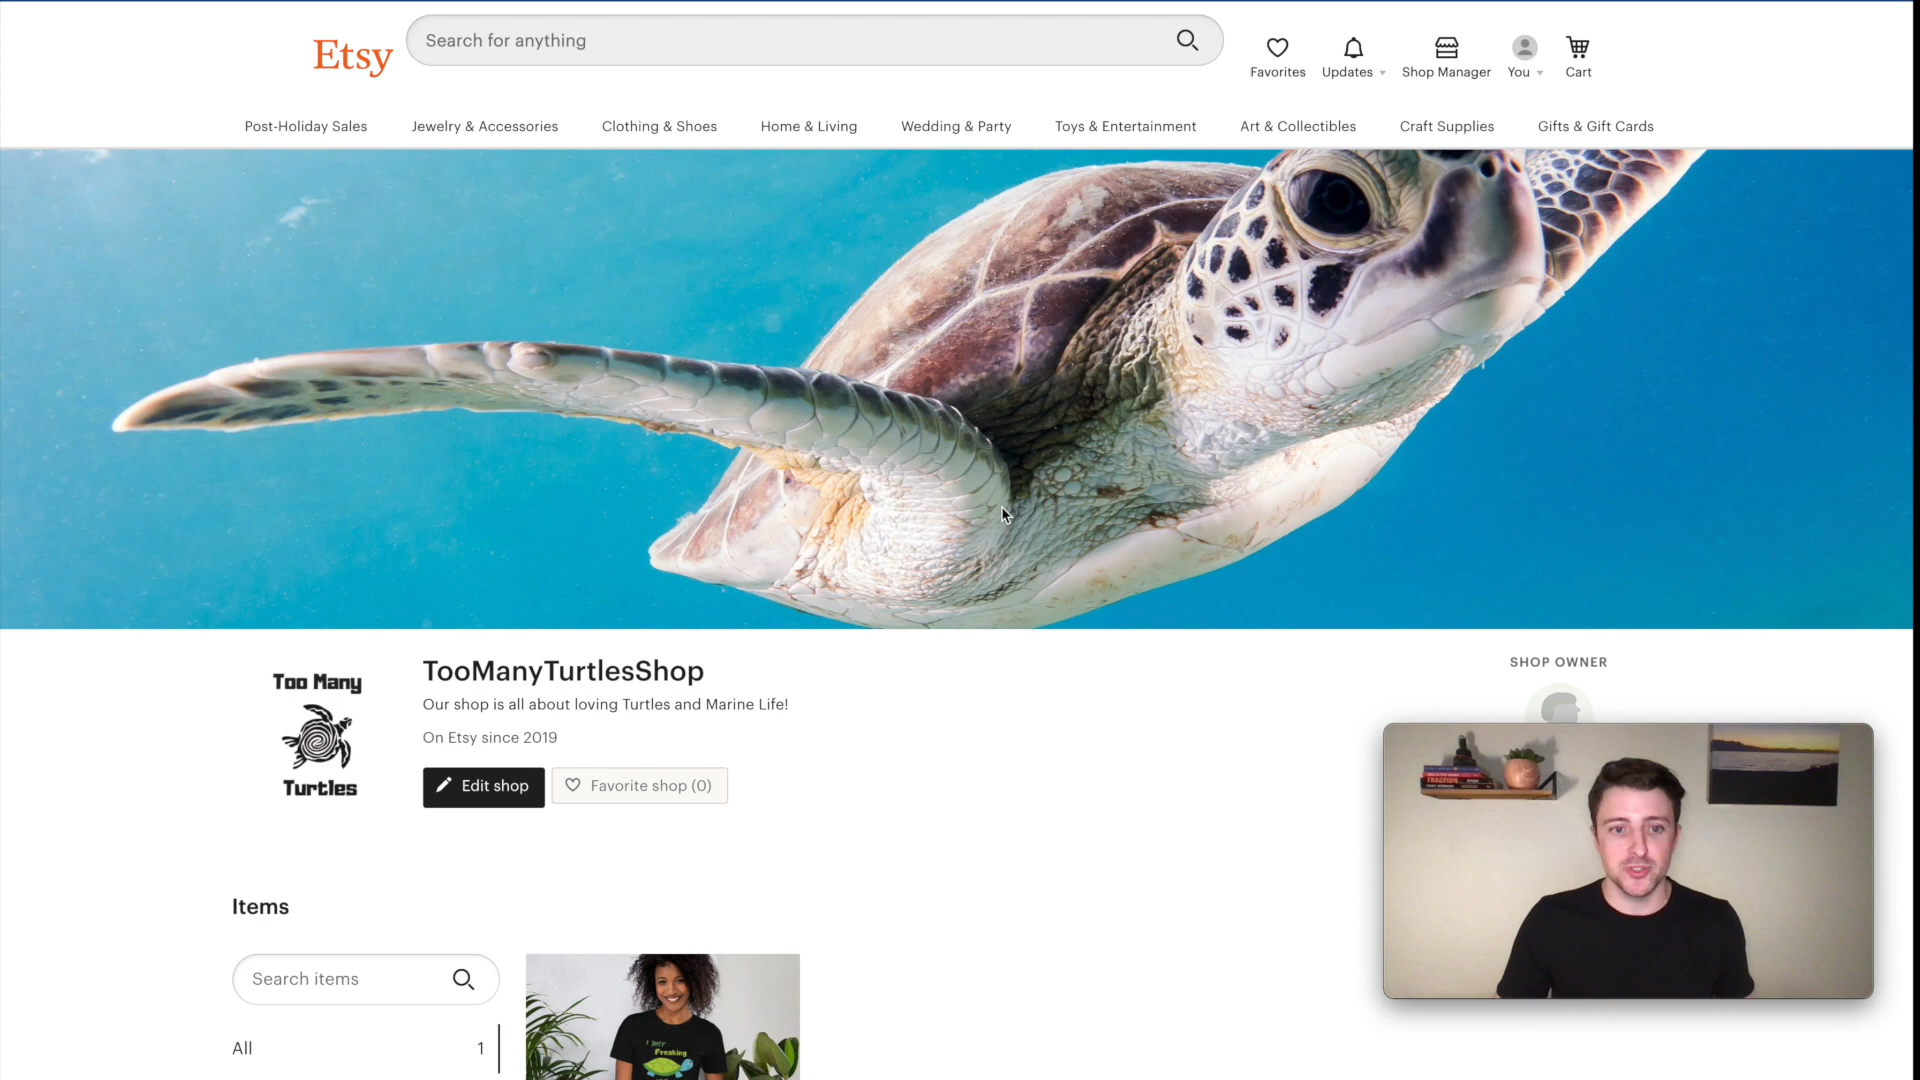 Etsy
Search for anything
Favorites
Updates
Shop Manager
You
Cart
Post-Holiday Sales
Jewelry & Accessories
Clothing & Shoes
Home & Living
Wedding & Party
Toys & Entertainment
Art & Collectibles
Craft Supplies
Gifts & Gift Cards
Too Many
Turtles
TooManyTurtlesShop
Our shop is all about loving Turtles and Marine Life!
On Etsy since 2019
Edit shop
Favorite shop (0)
SHOP OWNER
TRACTION
Items
Search items
All 1
I JUST
Freaking